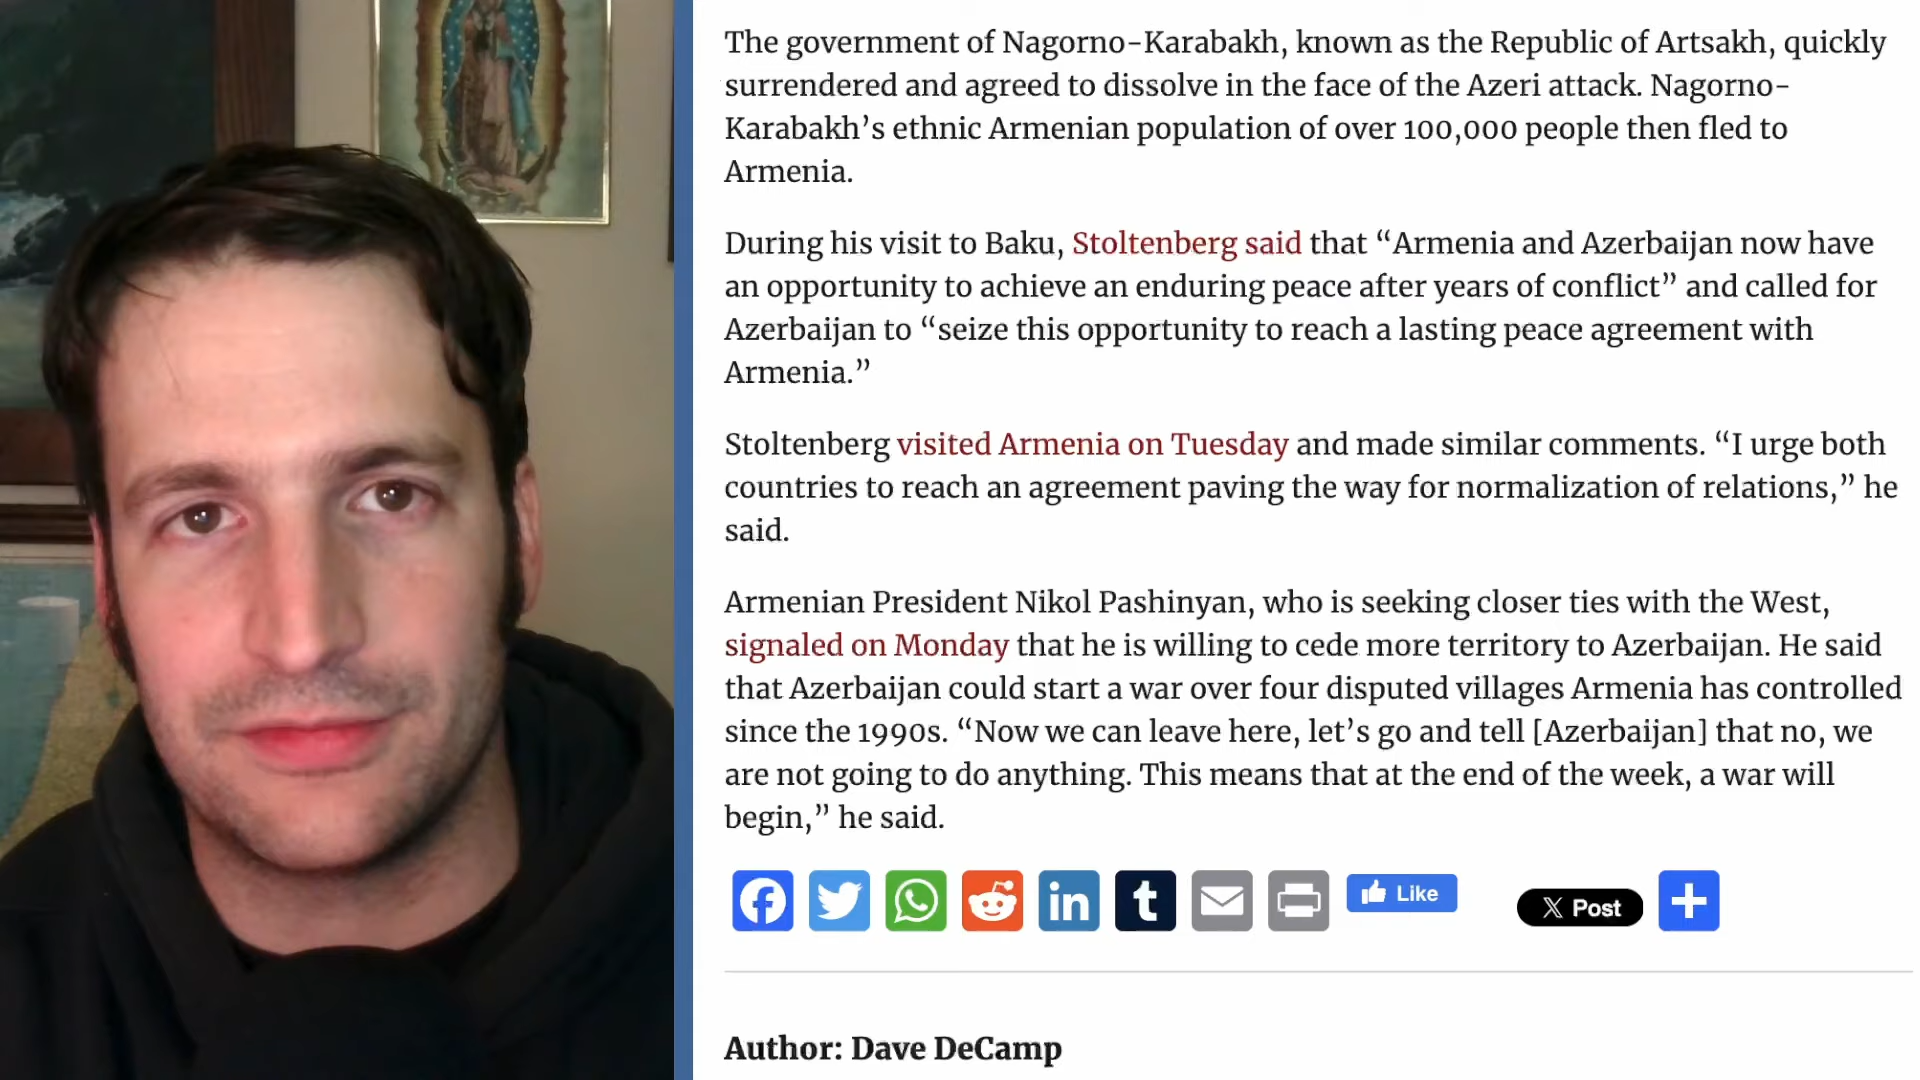 The government of Nagorno-Karabakh, known as the Republic of Artsakh, quickly
surrendered and agreed to dissolve in the face of the Azeri attack. Nagorno-
Karabakh’s ethnic Armenian population of over 100,000 people then fled to
Armenia.
During his visit to Baku, Stoltenberg said that “Armenia and Azerbaijan now have
an opportunity to achieve an enduring peace after years of conflict” and called for
Azerbaijan to “seize this opportunity to reach a lasting peace agreement with
Armenia.”
Stoltenberg visited Armenia on Tuesday and made similar comments. “I urge both
countries to reach an agreement paving the way for normalization of relations,” he
said.
Armenian President Nikol Pashinyan, who is seeking closer ties with the West,
signaled on Monday that he is willing to cede more territory to Azerbaijan. He said
that Azerbaijan could start a war over four disputed villages Armenia has controlled
since the 1990s. “Now we can leave here, let’s go and tell [Azerbaijan] that no, we
are not going to do anything. This means that at the end of the week, a war will
begin,” he said.
Like
X Post
Author: Dave DeCamp